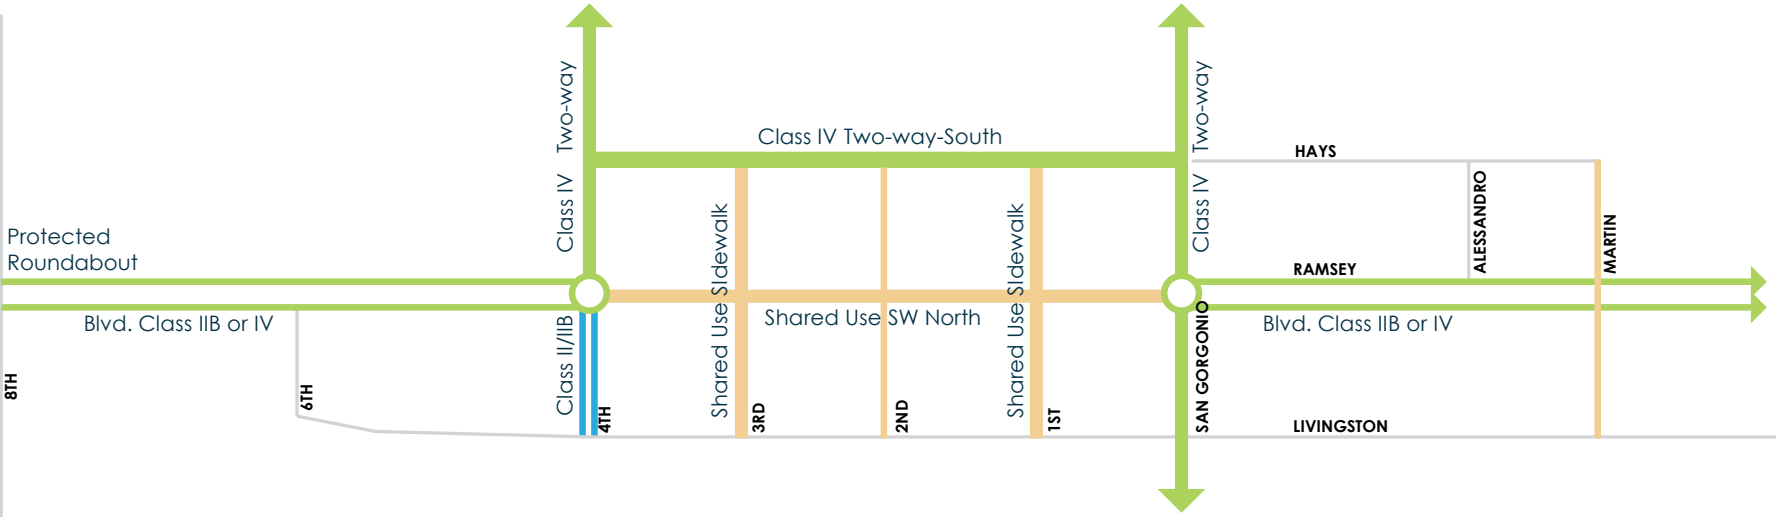 Two-way
Two-way
Class IV Two-way-South
HAYS
Class IV
Class IV
ALESSANDRO
MARTIN
Protected
Roundabout
RAMSEY
Shared Use SIdewalk
Shared Use SIdewalk
Blvd. Class IIB or IV
Shared Use SW North
Blvd. Class IIB or IV
Class II/IIB
SAN GORGONIO
8TH
6TH
4TH
3RD
2ND
1ST
LIVINGSTON